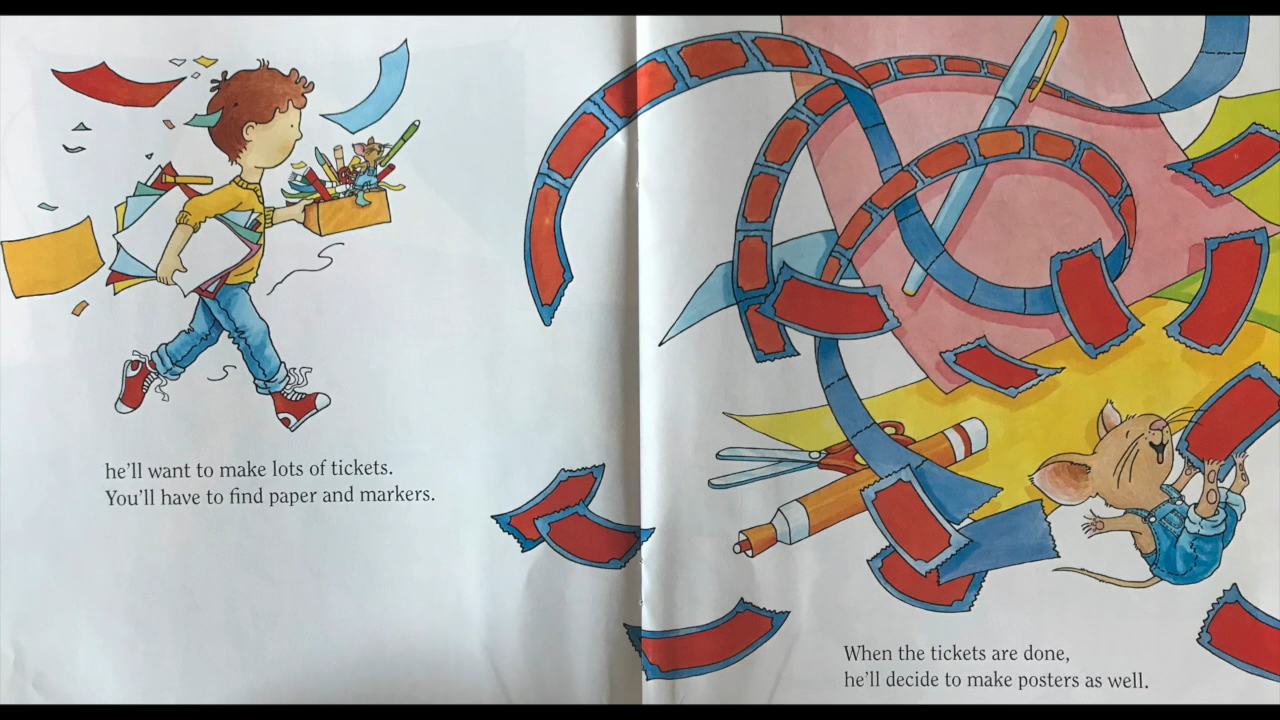 he'll want to make lots of tickets.
You'll have to find paper and markers.
When the tickets are done,
he'll decide to make posters as well.